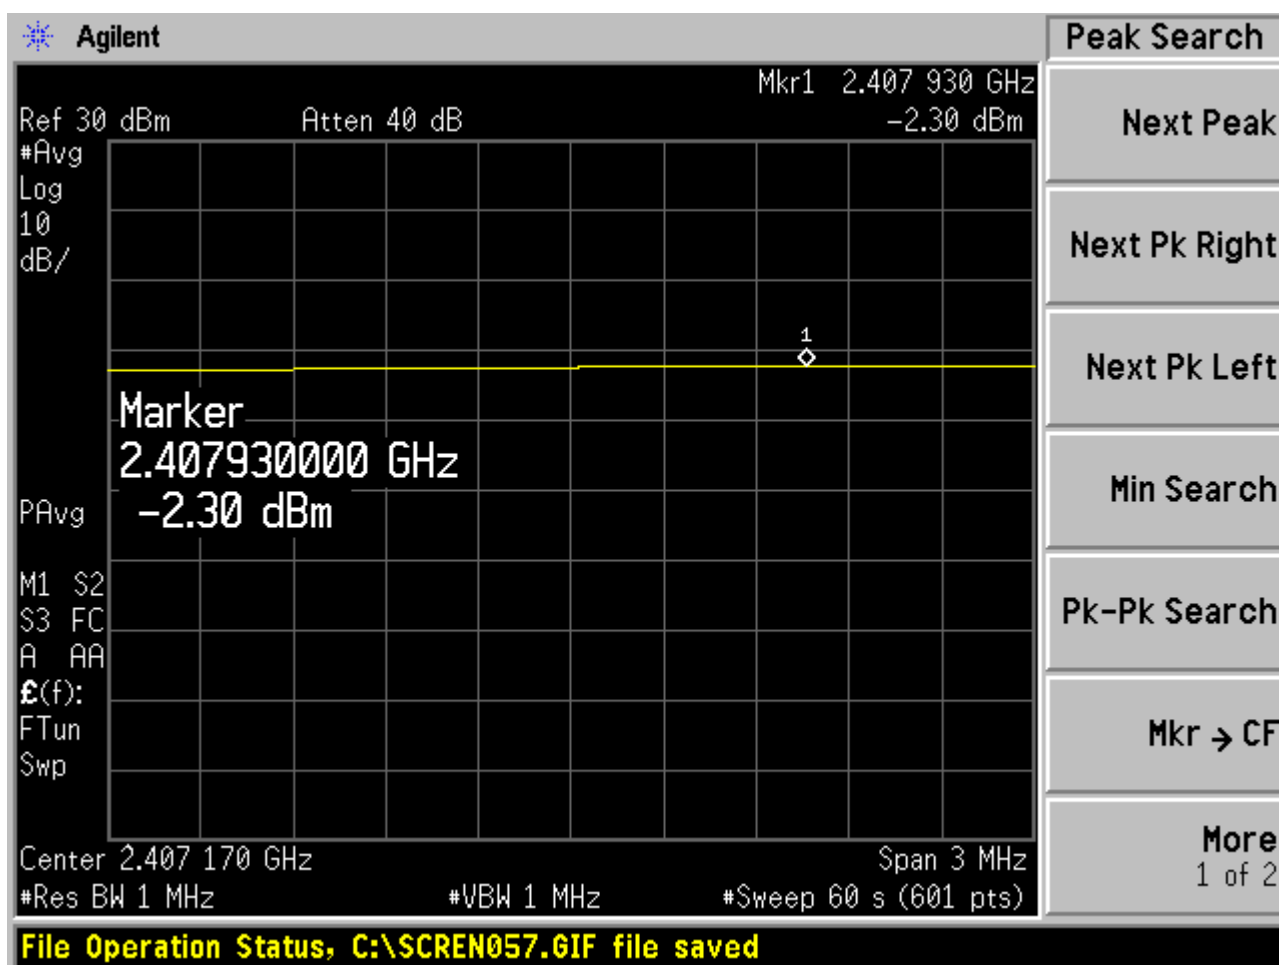 Agilent
Peak Search
Mkr1 2.407 930 GHz
Ref 30 dBm Atten 40 dB -2.30 dBm
#Avg
Log
10
dB/
1
Marker
2.407930000 GHz
-2.30 dBm
PAvg
M1 S2
S3 FC
A AA
£(f):
FTun
Swp
Center 2.407 170 GHz Span 3 MHz
#Res BW 1 MHz #VBW 1 MHz #Sweep 60 s (601 pts)
Next Peak
Next Pk Right
Next Pk Left
Min Search
Pk-Pk Search
Mkr → CF
More
1 of 2
File Operation Status, C:\SCREN057.GIF file saved